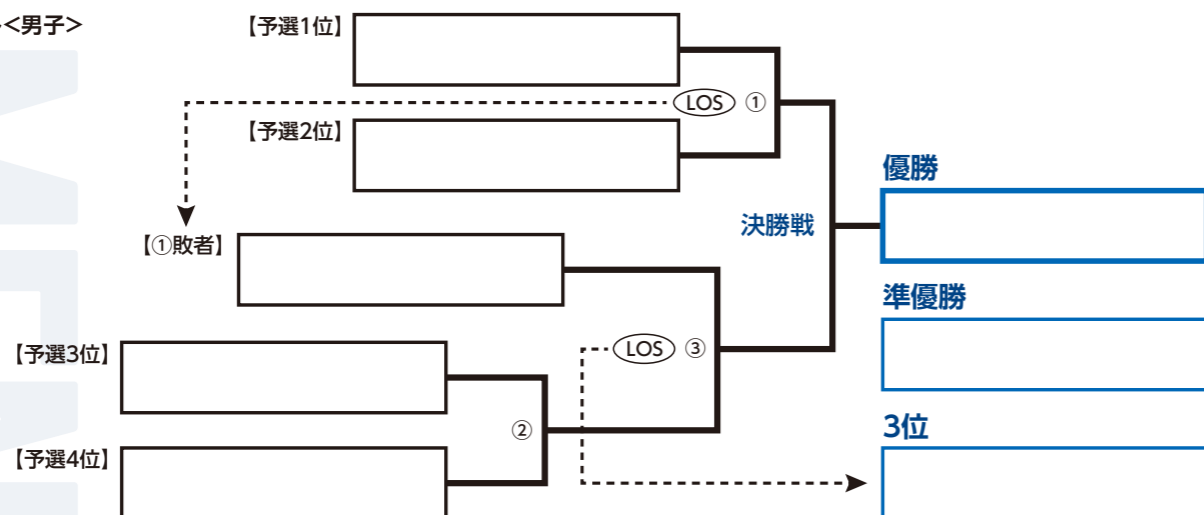 <男子>
【予選1位】
LOS ①
【予選2位】
優勝
決勝戦
【①敗者】
準優勝
【予選3位】
LOS ③
3位
②
【予選4位】